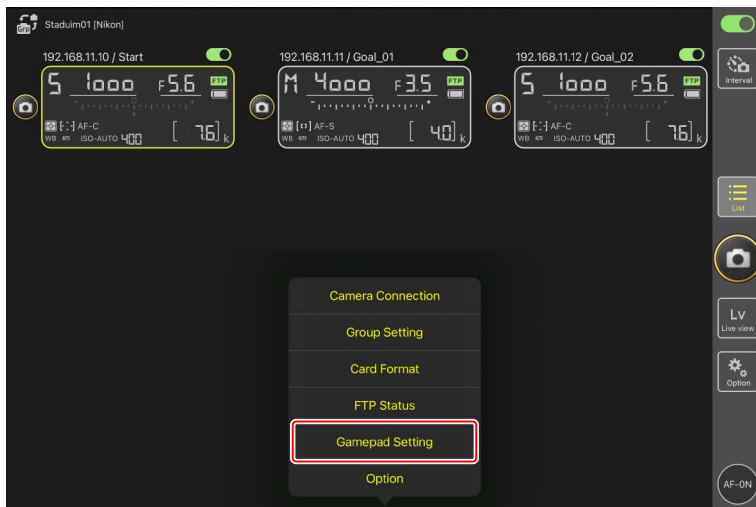 Grp Staduim01 [Nikon]
192.168.11.10 / Start
S 1000 F5.6 FTP
AF-C
WB ISO-AUTO 400 [ 7.6] k
192.168.11.11 / Goal_01
M 4000 F3.5 FTP
AF-S
WB ISO-AUTO 400 [ 4.0] k
192.168.11.12 / Goal_02
S 1000 F5.6 FTP
AF-C
WB ISO-AUTO 400 [ 7.6] k
Interval
List
Lv
Live view
Option
AF-ON
Camera Connection
Group Setting
Card Format
FTP Status
Gamepad Setting
Option